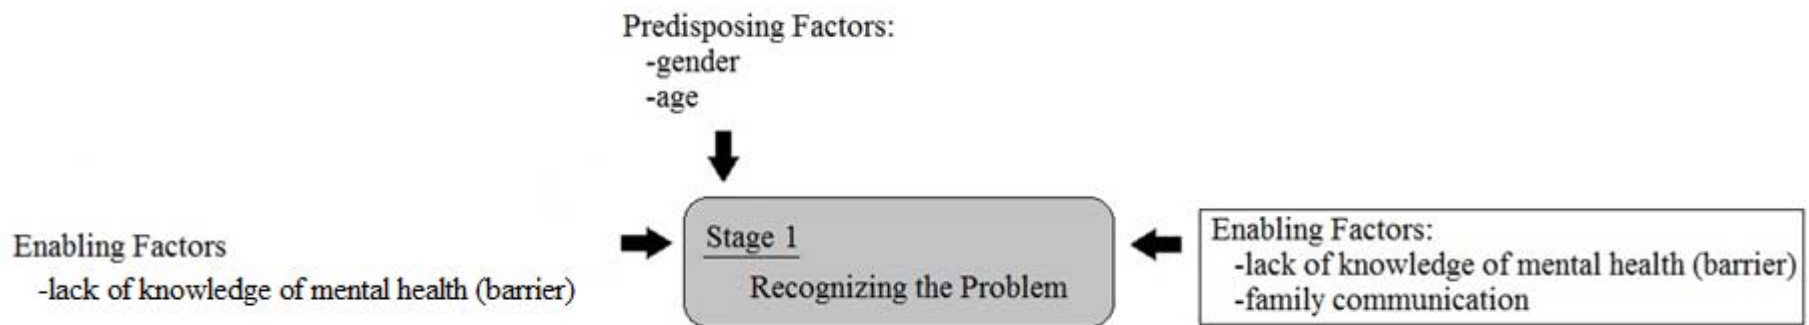 Predisposing Factors:
-gender
-age
Enabling Factors
-lack of knowledge of mental health (barrier)
Stage 1
Recognizing the Problem
Enabling Factors:
-lack of knowledge of mental health (barrier)
-family communication